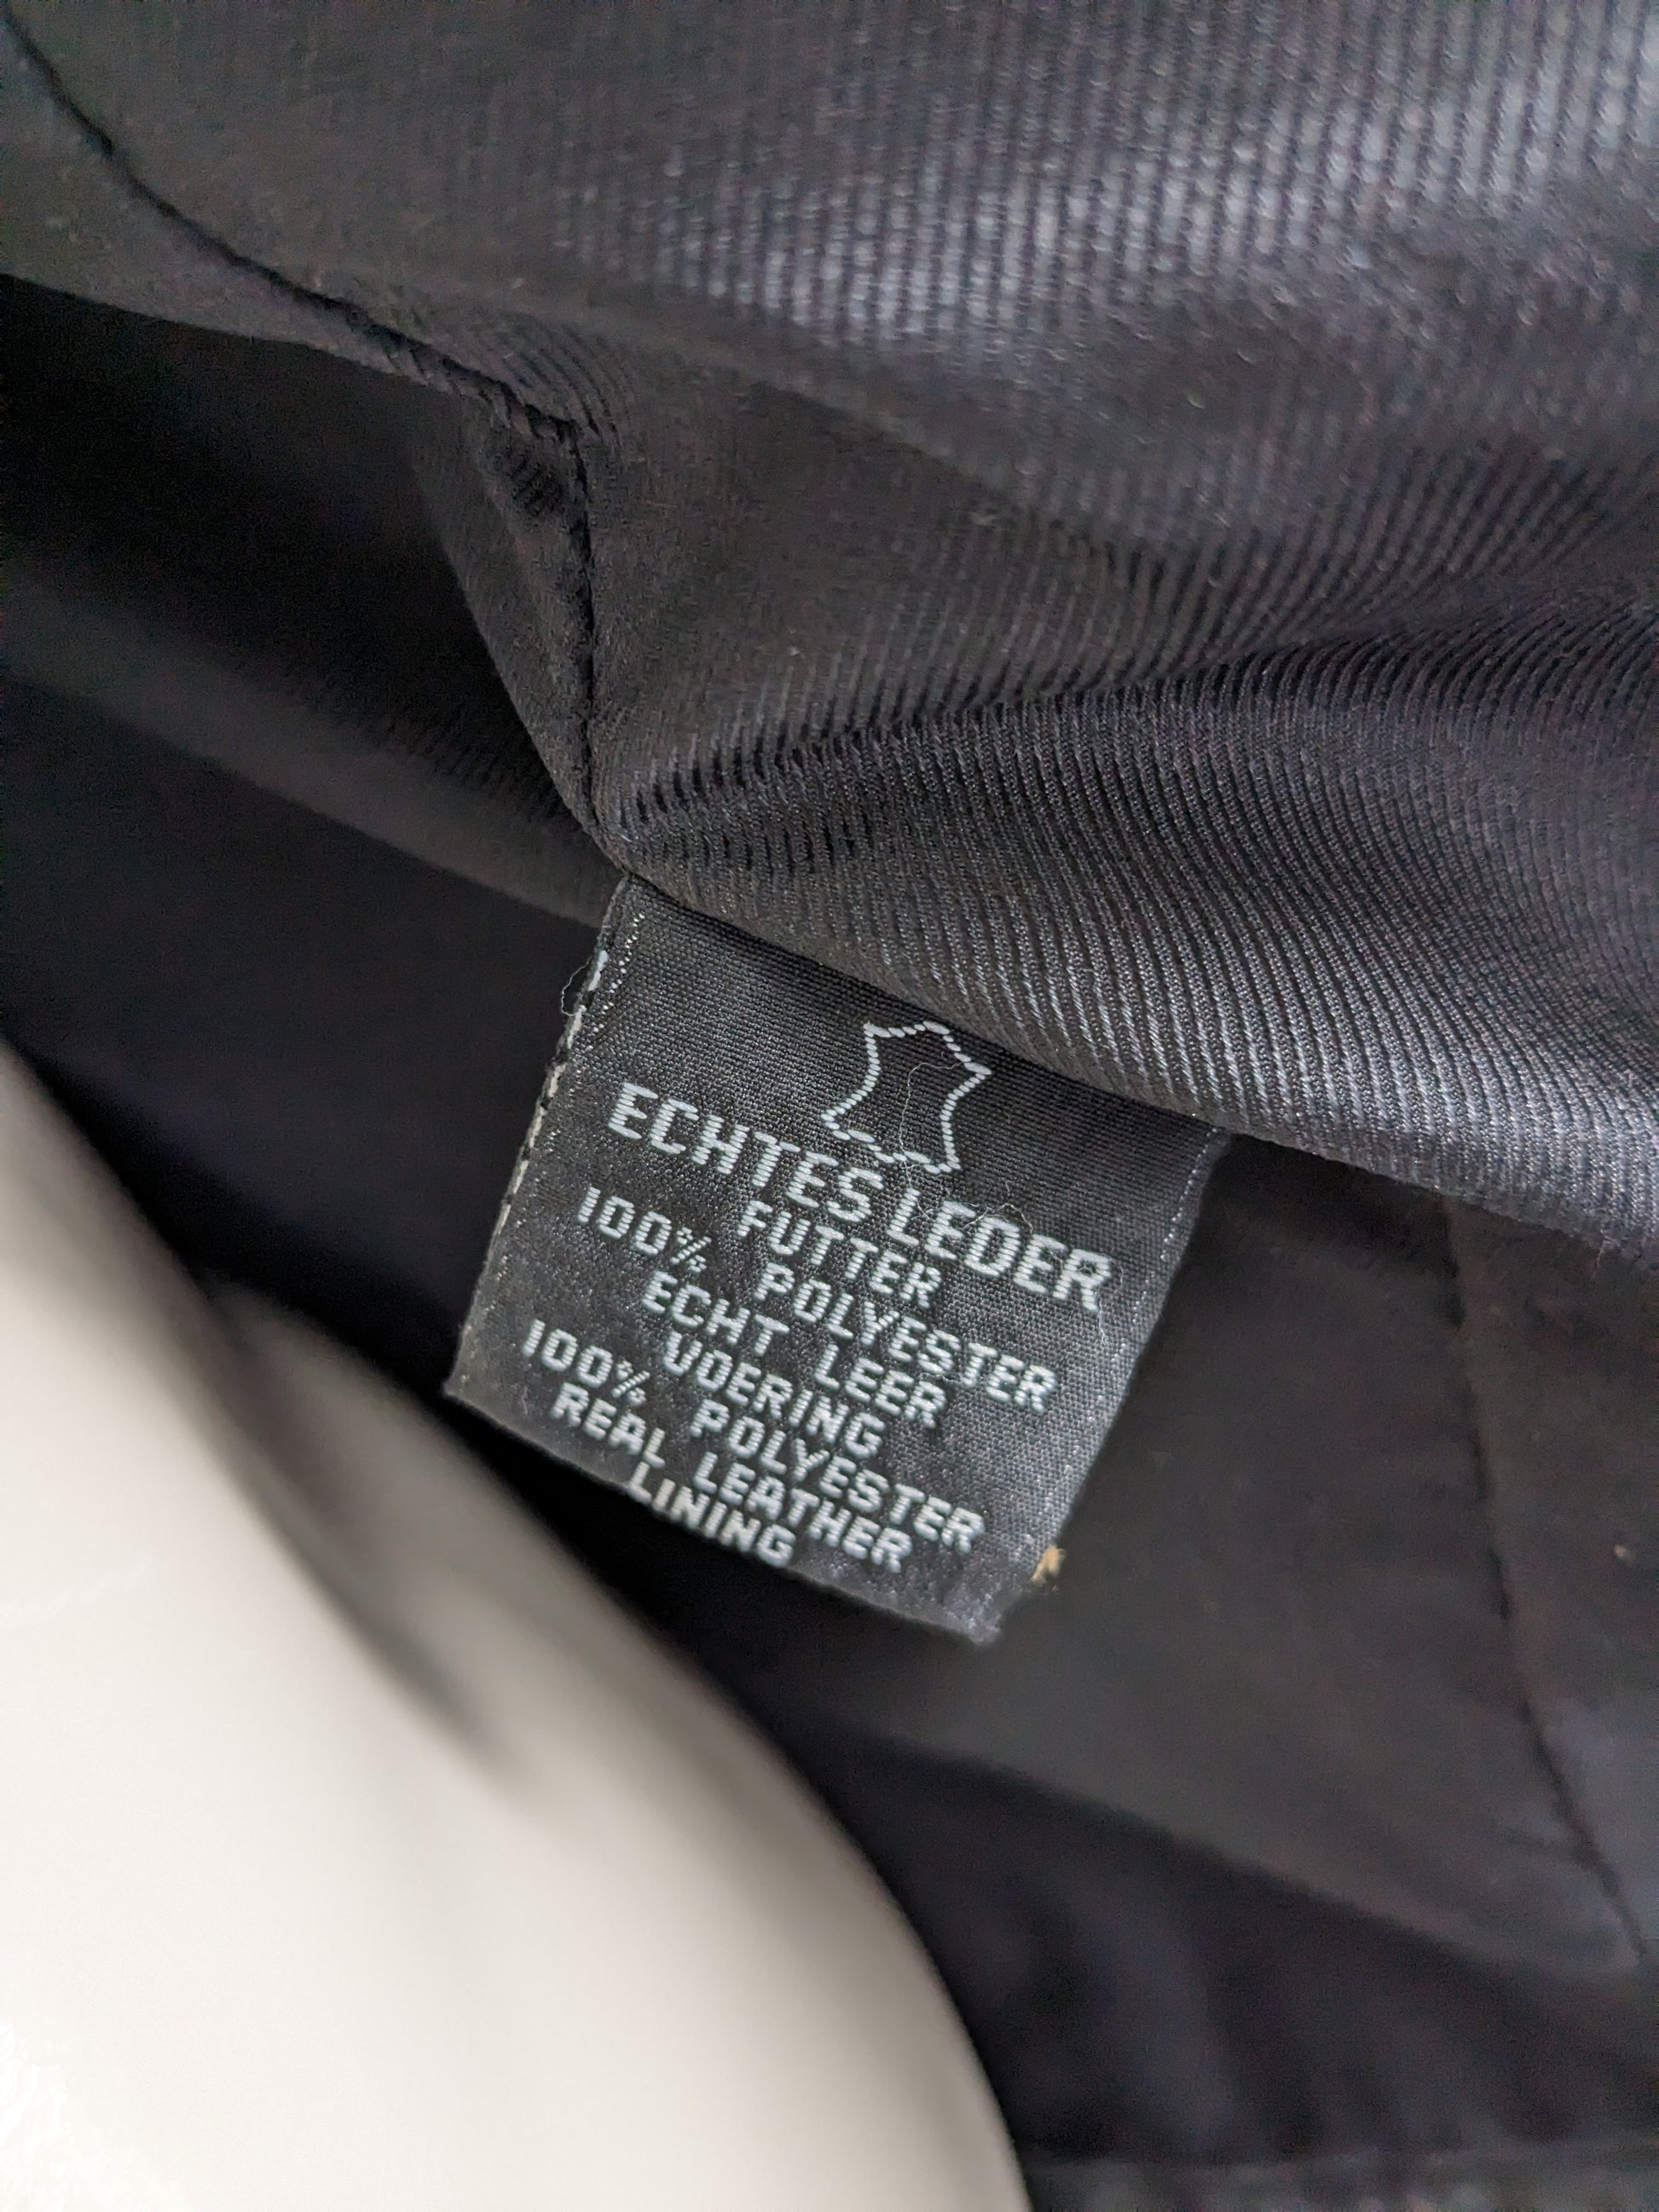 ECHTES LEDER
FUTTER
100% POLYESTER
ECHT LEER
VOERING
100% POLYESTER
REAL LEATHER
LINING